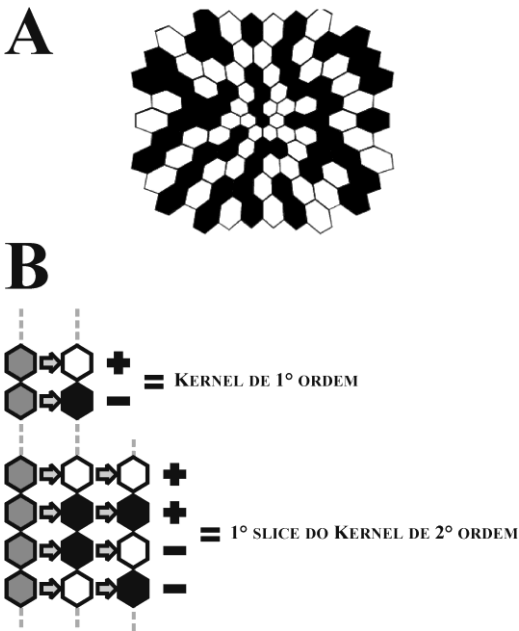 A
B
+
− = KERNEL DE 1° ORDEM
+
+
− = 1° SLICE DO KERNEL DE 2° ORDEM
−